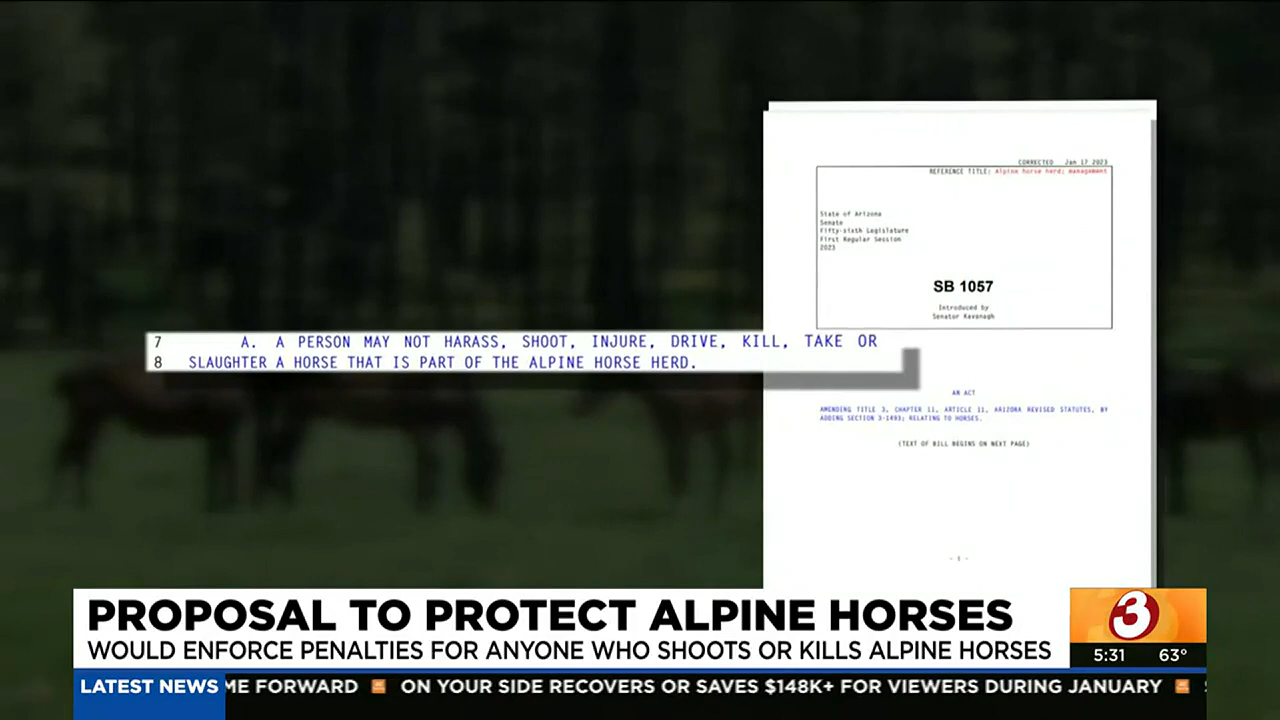 CORRECTED Jan 17 2023
REFERENCE TITLE: Alpine horse herd; management
State of Arizona
Senate
Fifty-sixth Legislature
First Regular Session
2023
SB 1057
Introduced by
Senator Kavanagh
7 A. A PERSON MAY NOT HARASS, SHOOT, INJURE, DRIVE, KILL, TAKE OR
8 SLAUGHTER A HORSE THAT IS PART OF THE ALPINE HORSE HERD.
AN ACT
AMENDING TITLE 3, CHAPTER 11, ARTICLE 11, ARIZONA REVISED STATUTES, BY
ADDING SECTION 3-1493; RELATING TO HORSES.
(TEXT OF BILL BEGINS ON NEXT PAGE)
PROPOSAL TO PROTECT ALPINE HORSES
WOULD ENFORCE PENALTIES FOR ANYONE WHO SHOOTS OR KILLS ALPINE HORSES
3
5:31 63°
LATEST NEWS ME FORWARD ON YOUR SIDE RECOVERS OR SAVES $148K+ FOR VIEWERS DURING JANUARY